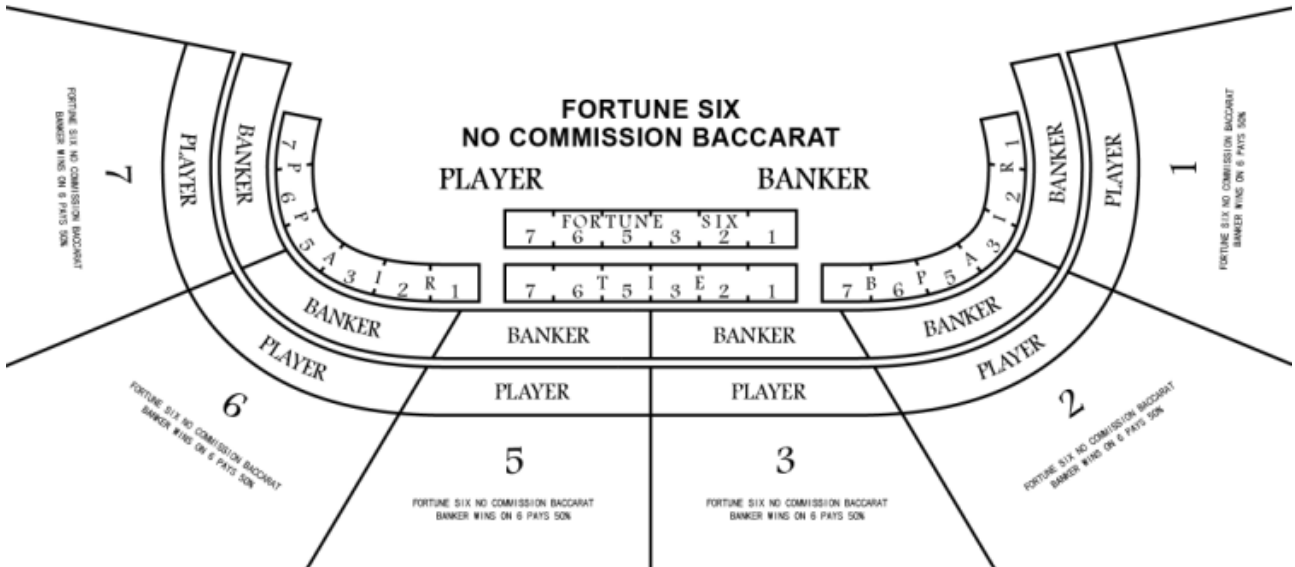 FORTUNE SIX
NO COMMISSION BACCARAT
PLAYER
BANKER
FORTUNE SIX
7 6 5 3 2 1
7 6 T 5 I 3 E 2 1
7 P 6 P 5 A 3 I 2 R 1
7 B 6 P 5 A 3 I 2 R 1
BANKER
PLAYER
7
FORTUNE SIX NO COMMISSION BACCARAT
BANKER WINS ON 6 PAYS 50%
BANKER
PLAYER
6
FORTUNE SIX NO COMMISSION BACCARAT
BANKER WINS ON 6 PAYS 50%
BANKER
PLAYER
5
FORTUNE SIX NO COMMISSION BACCARAT
BANKER WINS ON 6 PAYS 50%
BANKER
PLAYER
3
FORTUNE SIX NO COMMISSION BACCARAT
BANKER WINS ON 6 PAYS 50%
BANKER
PLAYER
2
FORTUNE SIX NO COMMISSION BACCARAT
BANKER WINS ON 6 PAYS 50%
BANKER
PLAYER
1
FORTUNE SIX NO COMMISSION BACCARAT
BANKER WINS ON 6 PAYS 50%